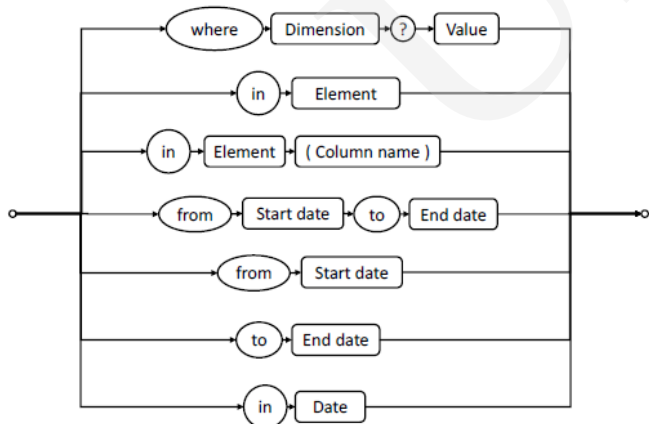 where Dimension ? Value
in Element
in Element ( Column name )
from Start date to End date
from Start date
to End date
in Date